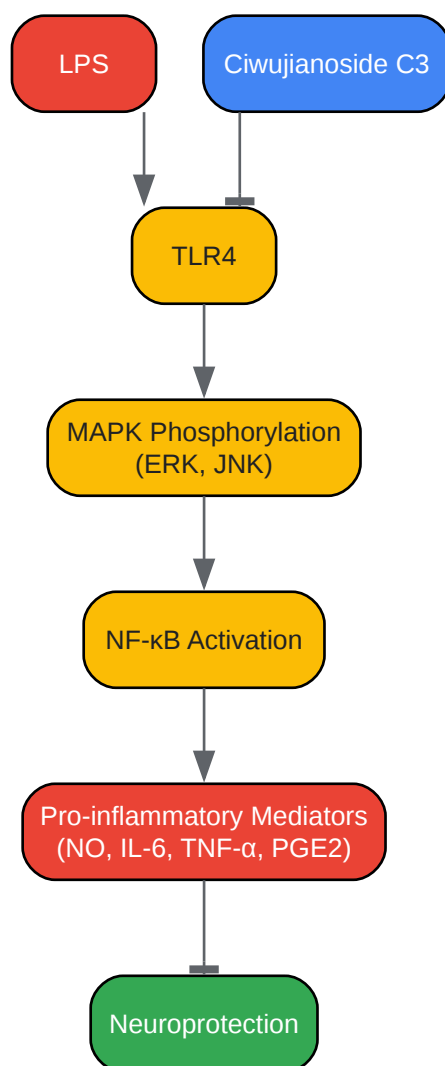 LPS
Ciwujianoside C3
TLR4
MAPK Phosphorylation
(ERK, JNK)
NF-κB Activation
Pro-inflammatory Mediators
(NO, IL-6, TNF-α, PGE2)
Neuroprotection